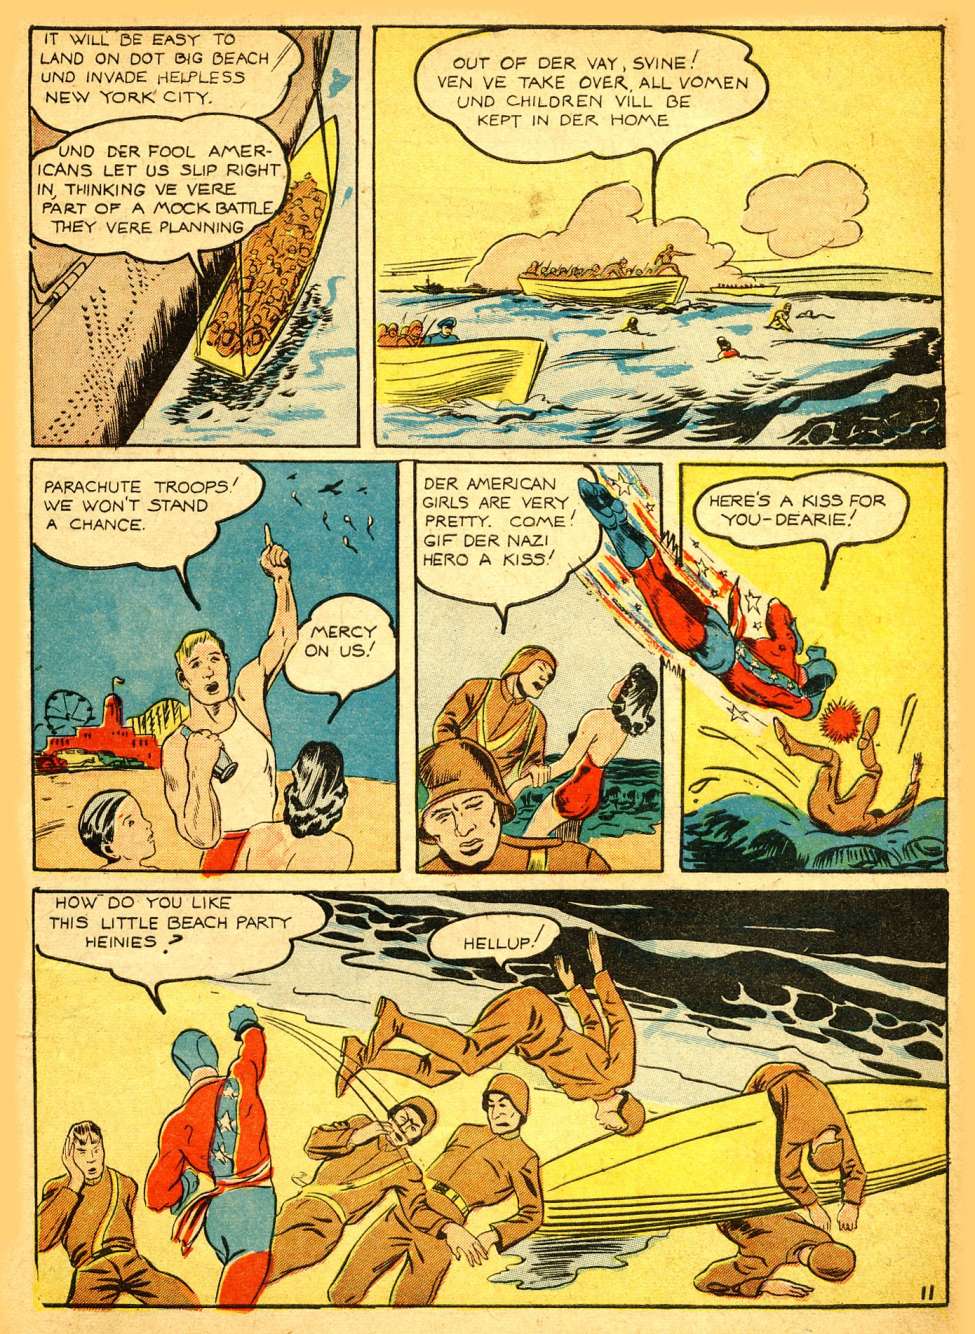 IT WILL BE EASY TO
LAND ON DOT BIG BEACH
UND INVADE HELPLESS
NEW YORK CITY.
UND DER FOOL AMER-
ICANS LET US SLIP RIGHT
IN, THINKING VE VERE
PART OF A MOCK BATTLE
THEY VERE PLANNING
OUT OF DER VAY, SVINE!
VEN VE TAKE OVER, ALL VOMEN
UND CHILDREN VILL BE
KEPT IN DER HOME
PARACHUTE TROOPS!
WE WON'T STAND
A CHANCE.
MERCY
ON US!
DER AMERICAN
GIRLS ARE VERY
PRETTY. COME!
GIF DER NAZI
HERO A KISS!
HERE'S A KISS FOR
YOU-DEARIE!
HOW DO YOU LIKE
THIS LITTLE BEACH PARTY
HEINIES?
HELLUP!
11